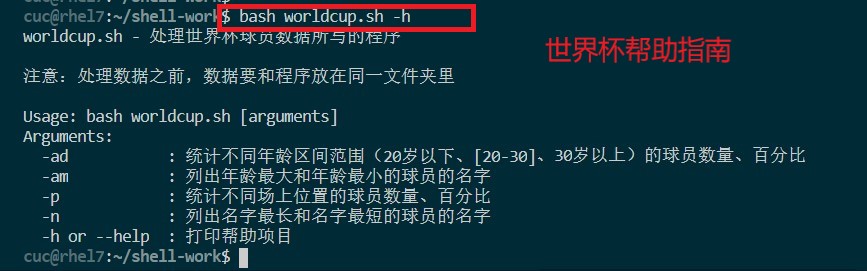 cuc@rhel7:~/shell-work$ bash worldcup.sh -h
worldcup.sh - 处理世界杯球员数据所写的程序
世界杯帮助指南
注意：处理数据之前，数据要和程序放在同一文件夹里
Usage: bash worldcup.sh [arguments]
Arguments:
-ad : 统计不同年龄区间范围（20岁以下、[20-30]、30岁以上）的球员数量、百分比
-am : 列出年龄最大和年龄最小的球员的名字
-p : 统计不同场上位置的球员数量、百分比
-n : 列出名字最长和名字最短的球员的名字
-h or --help : 打印帮助项目
cuc@rhel7:~/shell-work$